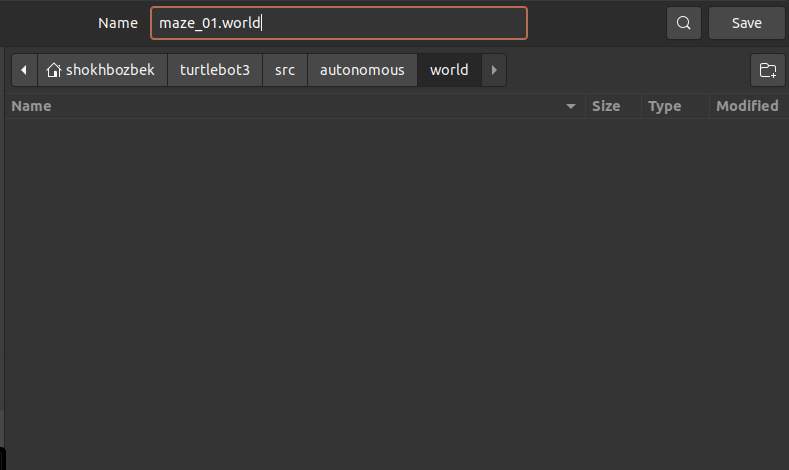 Name maze_01.world Save
shokhbozbek turtlebot3 src autonomous world
Name Size Type Modified